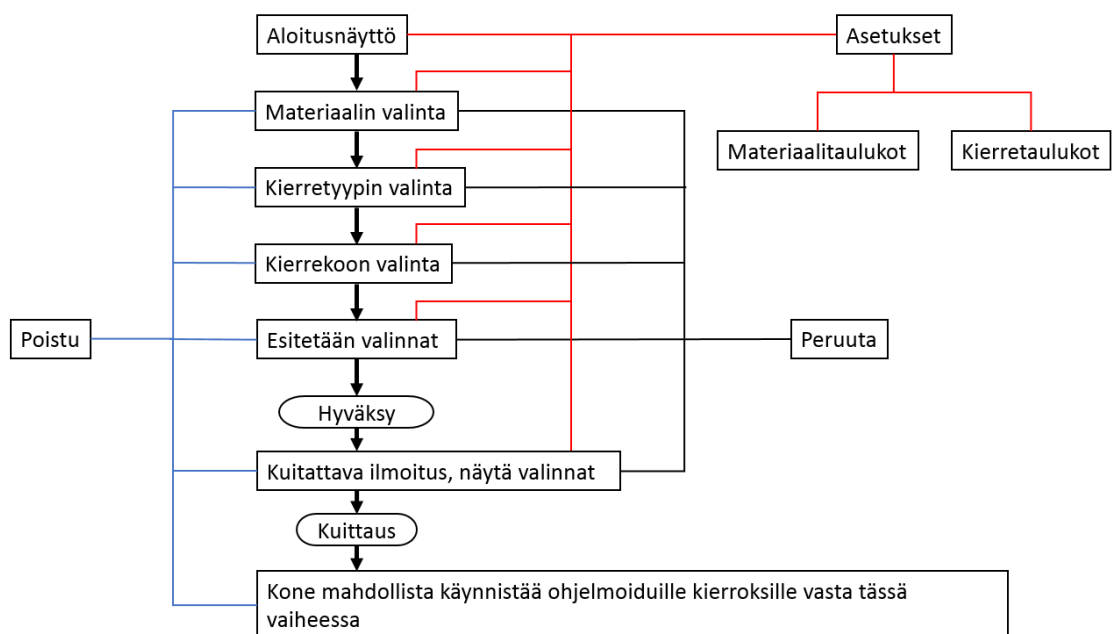 Aloitusnäyttö
Asetukset
Materiaalin valinta
Materiaalitaulukot
Kierretaulukot
Kierretyypin valinta
Kierrekoon valinta
Poistu
Esitetään valinnat
Peruuta
Hyväksy
Kuitattava ilmoitus, näytä valinnat
Kuittaus
Kone mahdollista käynnistää ohjelmoiduille kierroksille vasta tässä
vaiheessa